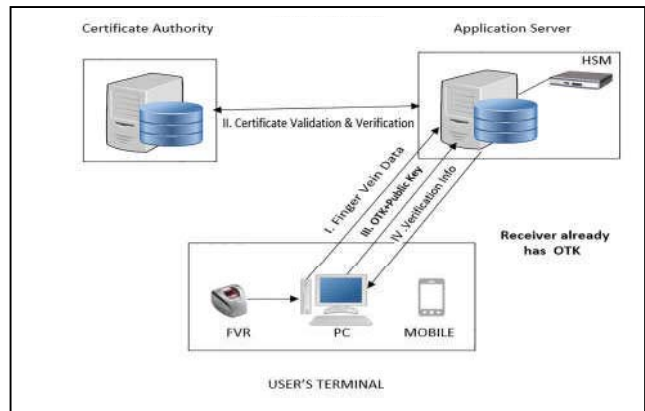 Certificate Authority
Application Server
HSM
II. Certificate Validation & Verification
I. Finger Vein Data
III. OTK+Public Key
IV .Verification Info
Receiver already
has OTK
FVR
PC
MOBILE
USER'S TERMINAL